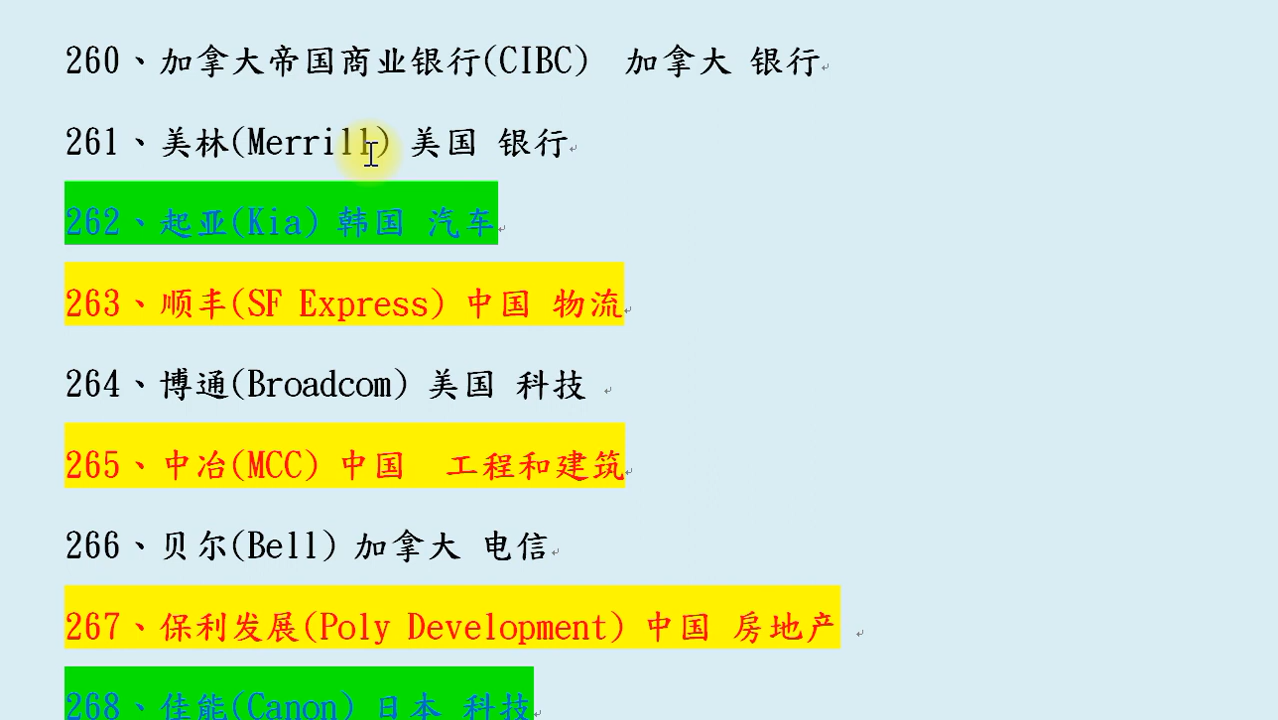 260、加拿大帝国商业银行(CIBC) 加拿大 银行
261、美林(Merrill) 美国 银行
262、起亚(Kia) 韩国 汽车
263、顺丰(SF Express) 中国 物流
264、博通(Broadcom) 美国 科技
265、中冶(MCC) 中国 工程和建筑
266、贝尔(Bell) 加拿大 电信
267、保利发展(Poly Development) 中国 房地产
268、佳能(Canon) 日本 科技